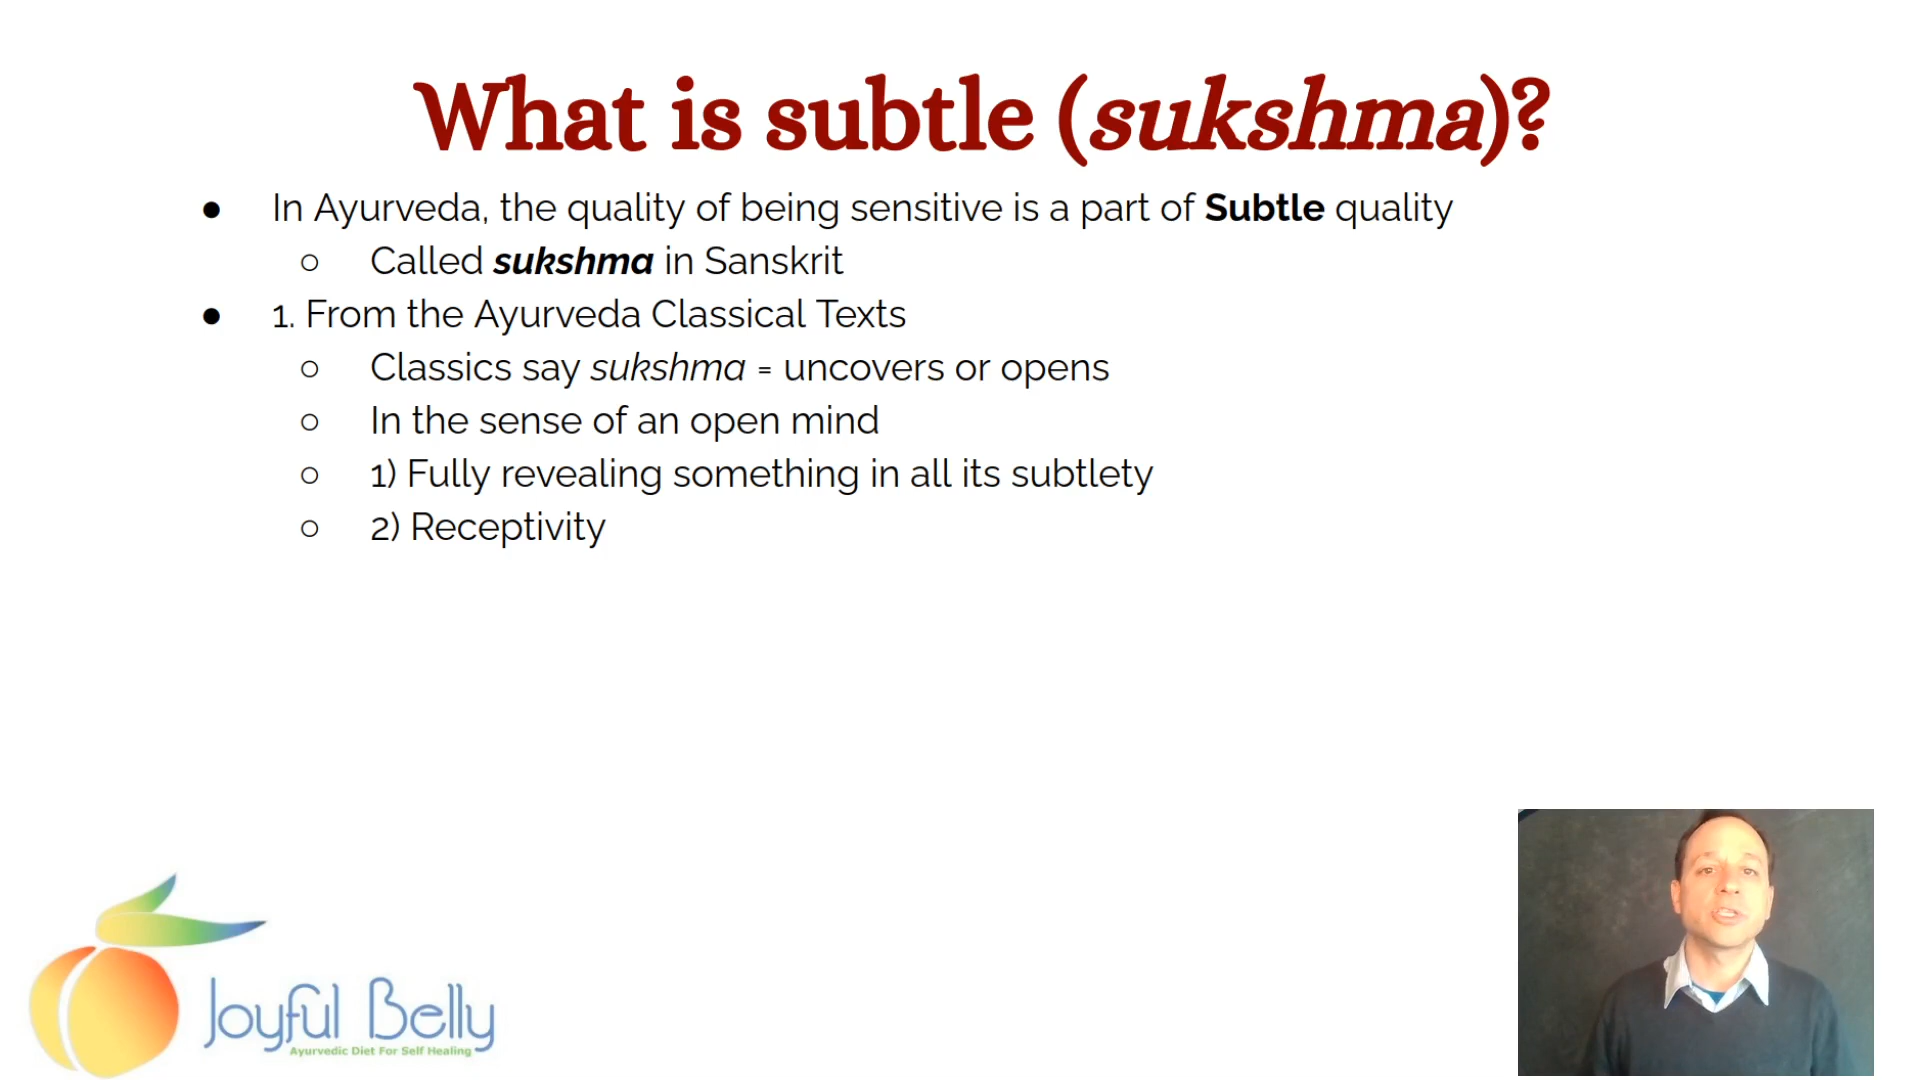 What is subtle (sukshma)?
● In Ayurveda, the quality of being sensitive is a part of Subtle quality
○ Called sukshma in Sanskrit
● 1. From the Ayurveda Classical Texts
○ Classics say sukshma = uncovers or opens
○ In the sense of an open mind
○ 1) Fully revealing something in all its subtlety
○ 2) Receptivity
Joyful Belly
Ayurvedic Diet For Self Healing